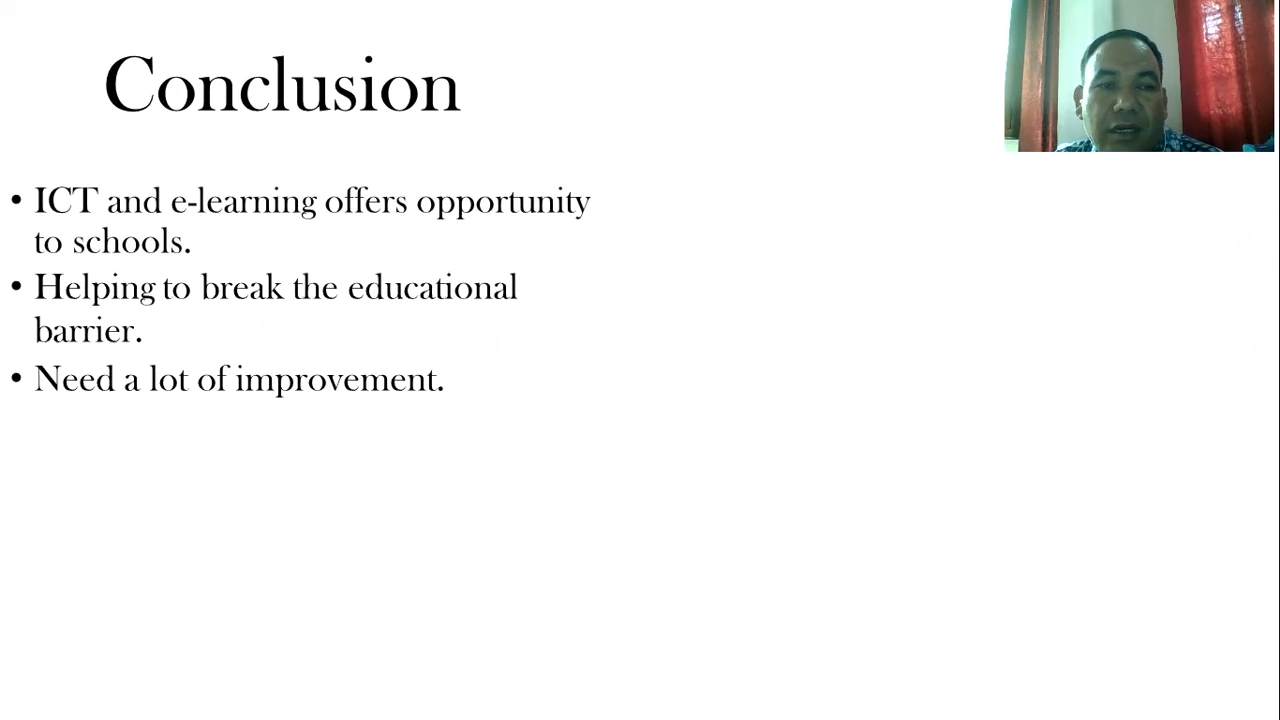 Conclusion
• ICT and e-learning offers opportunity
to schools.
• Helping to break the educational
barrier.
• Need a lot of improvement.